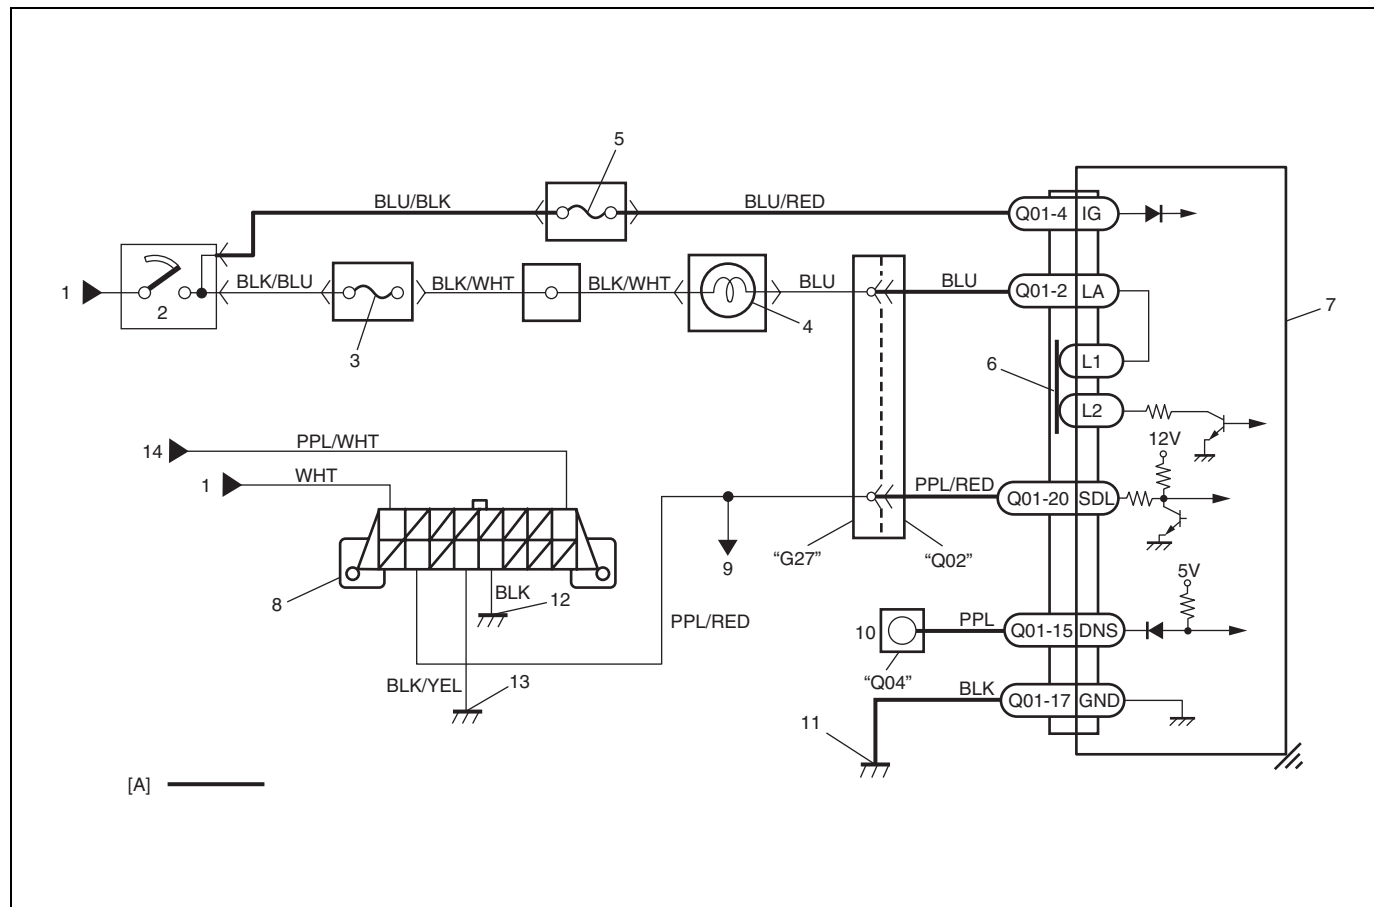 5
BLU/BLK
BLU/RED
Q01-4 IG
1
2
BLK/BLU
3
BLK/WHT
BLK/WHT
4
BLU
BLU
Q01-2 LA
7
6
L1
L2
12V
14
PPL/WHT
1
WHT
PPL/RED
Q01-20 SDL
9
"G27"
"Q02"
5V
8
BLK
12
PPL/RED
10
PPL
Q01-15 DNS
"Q04"
BLK/YEL
13
BLK
Q01-17 GND
11
[A]